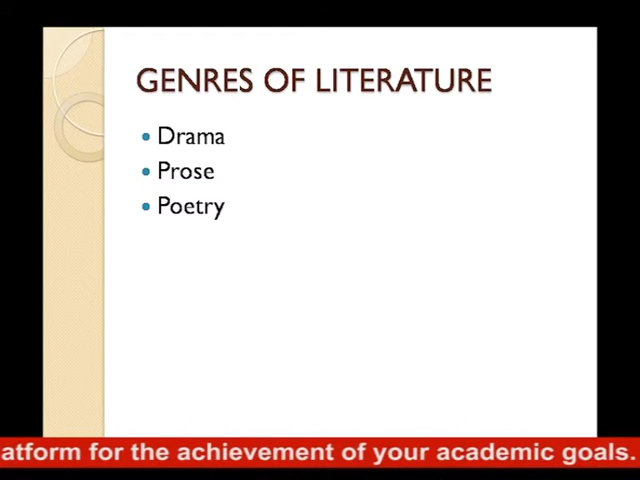 GENRES OF LITERATURE
Drama
Prose
Poetry
atform for the achievement of your academic goals.